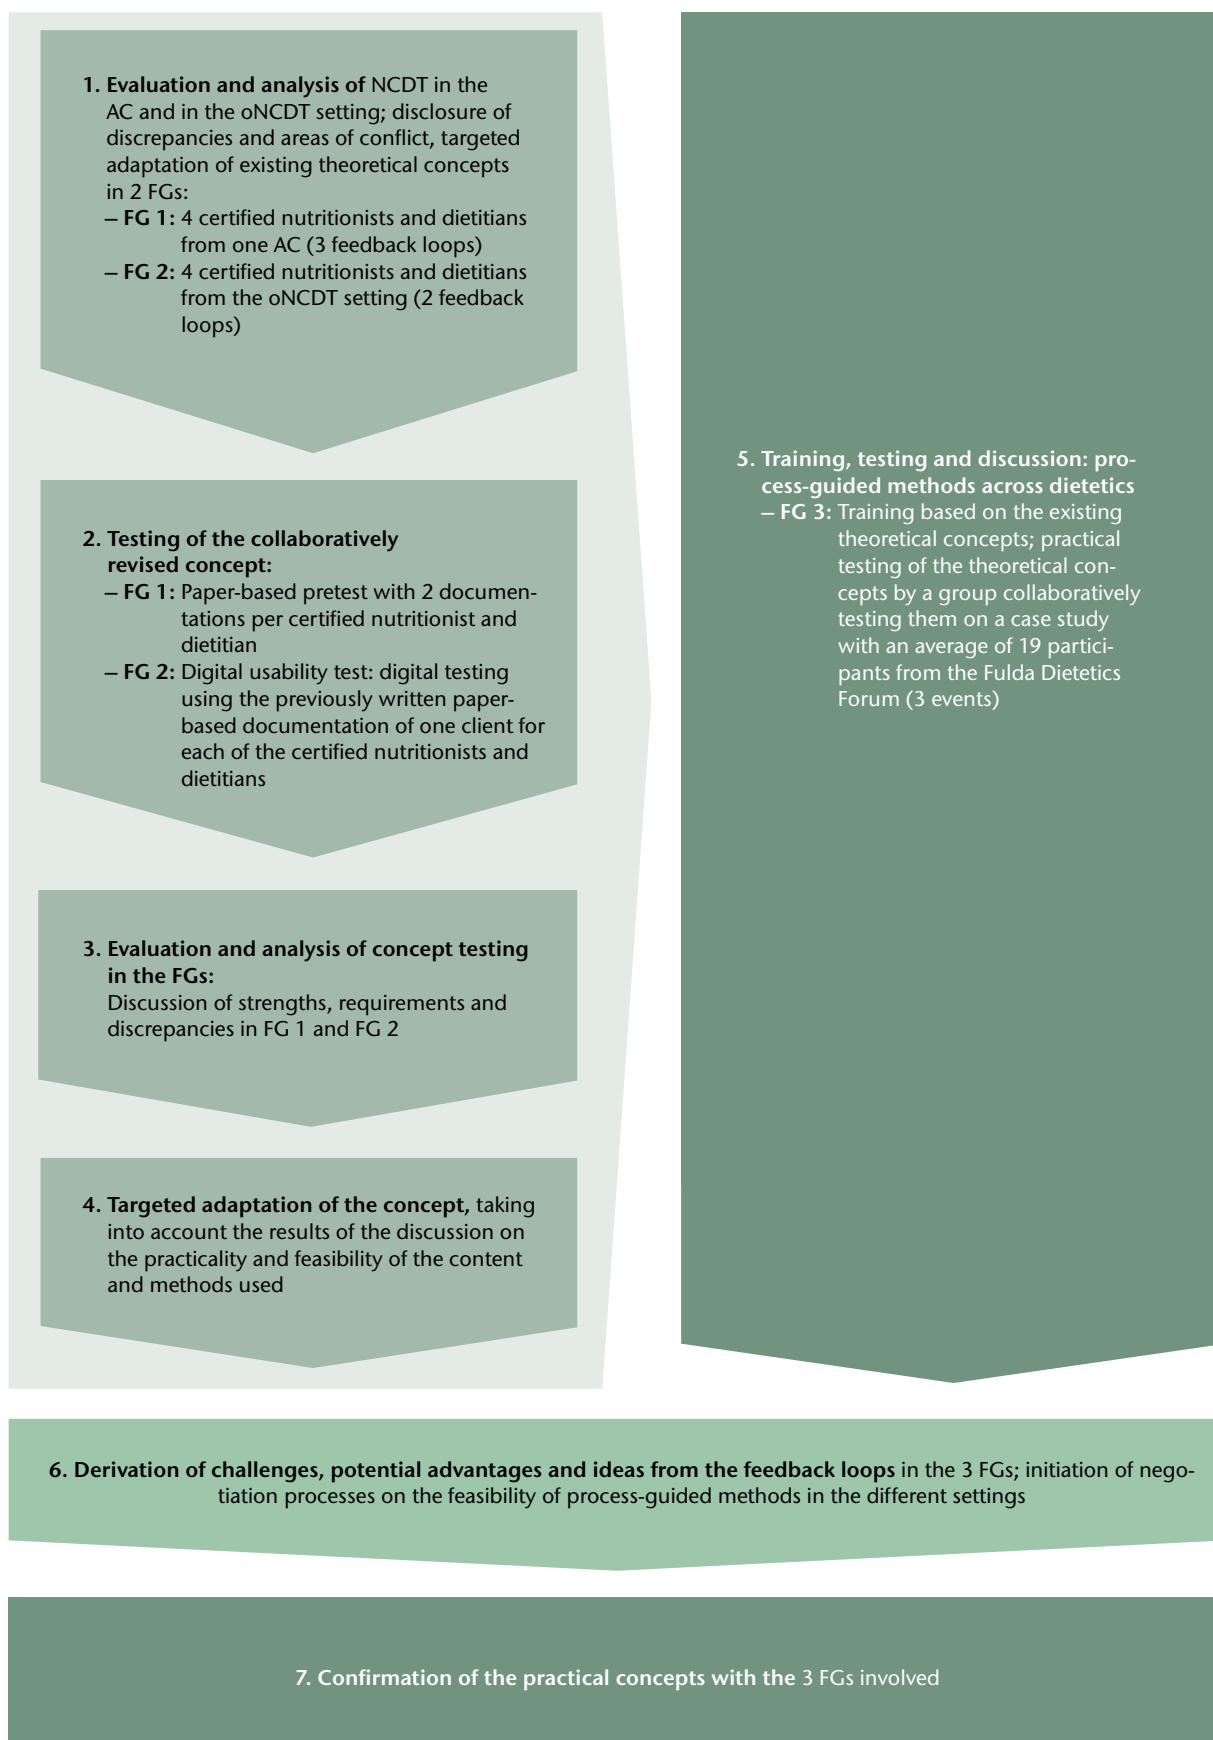 1. Evaluation and analysis of NCDT in the
AC and in the oNCDT setting; disclosure of
discrepancies and areas of conflict, targeted
adaptation of existing theoretical concepts
in 2 FGs:
– FG 1: 4 certified nutritionists and dietitians
from one AC (3 feedback loops)
– FG 2: 4 certified nutritionists and dietitians
from the oNCDT setting (2 feedback
loops)
2. Testing of the collaboratively
revised concept:
– FG 1: Paper-based pretest with 2 documen-
tations per certified nutritionist and
dietitian
– FG 2: Digital usability test: digital testing
using the previously written paper-
based documentation of one client for
each of the certified nutritionists and
dietitians
3. Evaluation and analysis of concept testing
in the FGs:
Discussion of strengths, requirements and
discrepancies in FG 1 and FG 2
4. Targeted adaptation of the concept, taking
into account the results of the discussion on
the practicality and feasibility of the content
and methods used
5. Training, testing and discussion: pro-
cess-guided methods across dietetics
– FG 3: Training based on the existing
theoretical concepts; practical
testing of the theoretical con-
cepts by a group collaboratively
testing them on a case study
with an average of 19 partici-
pants from the Fulda Dietetics
Forum (3 events)
6. Derivation of challenges, potential advantages and ideas from the feedback loops in the 3 FGs; initiation of nego-
tiation processes on the feasibility of process-guided methods in the different settings
7. Confirmation of the practical concepts with the 3 FGs involved